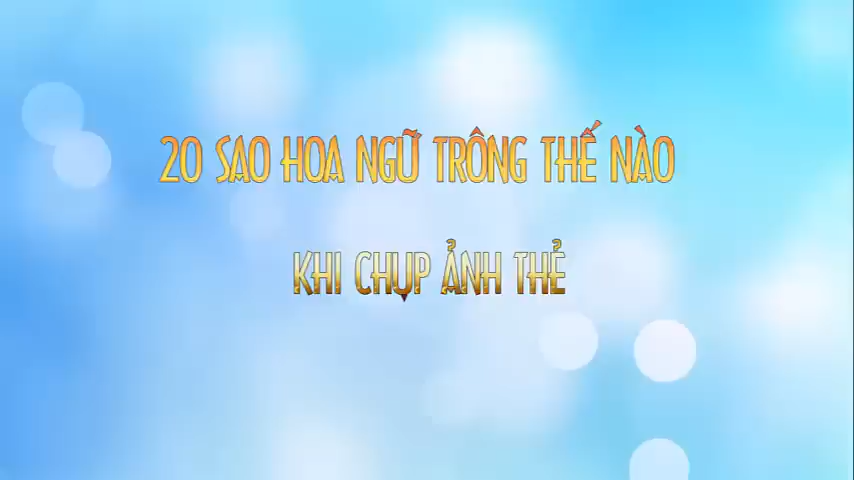 20 SAO HOA NGỮ TRÔNG THẾ NÀO
KHI CHỤP ẢNH THẺ